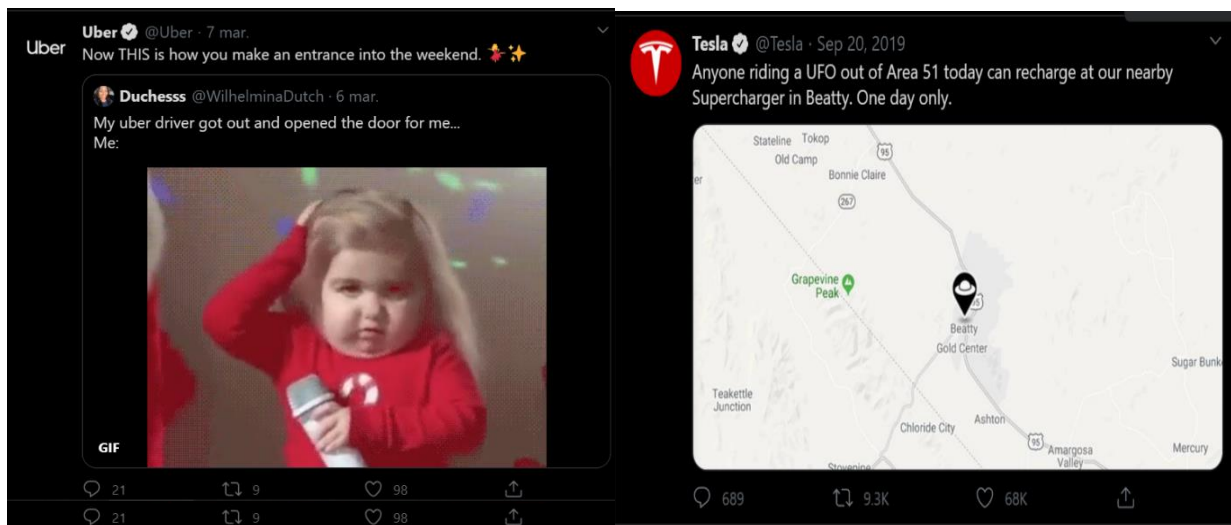 Uber
Uber @Uber · 7 mar.
Now THIS is how you make an entrance into the weekend. 💃✨
Duchesss @WilhelminaDutch · 6 mar.
My uber driver got out and opened the door for me...
Me:
GIF
21 9 98
21 9 98
Tesla @Tesla · Sep 20, 2019
Anyone riding a UFO out of Area 51 today can recharge at our nearby
Supercharger in Beatty. One day only.
Stateline Tokop
Old Camp
95
Bonnie Claire
er
267
Grapevine
Peak
95
Beatty
Gold Center
Sugar Bunk
Teakettle
Junction
Ashton
Chloride City
95
Amargosa
Valley
Mercury
Stovepipe
689 9.3K 68K